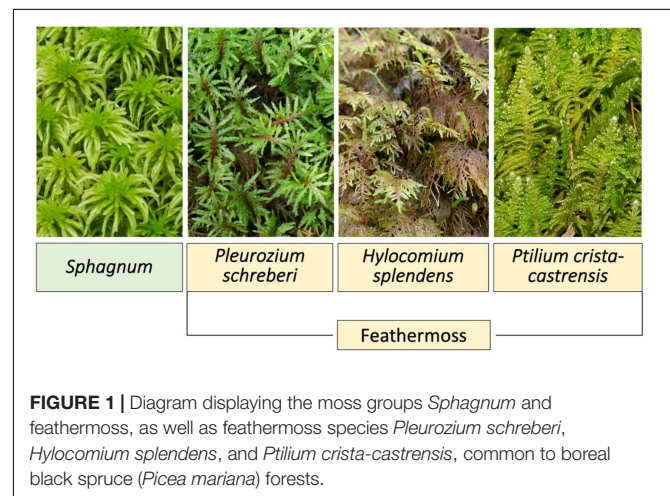 Sphagnum
Pleurozium
schreberi
Hylocomium
splendens
Ptilium crista-
castrensis
Feathermoss
FIGURE 1 | Diagram displaying the moss groups Sphagnum and
feathermoss, as well as feathermoss species Pleurozium schreberi,
Hylocomium splendens, and Ptilium crista-castrensis, common to boreal
black spruce (Picea mariana) forests.